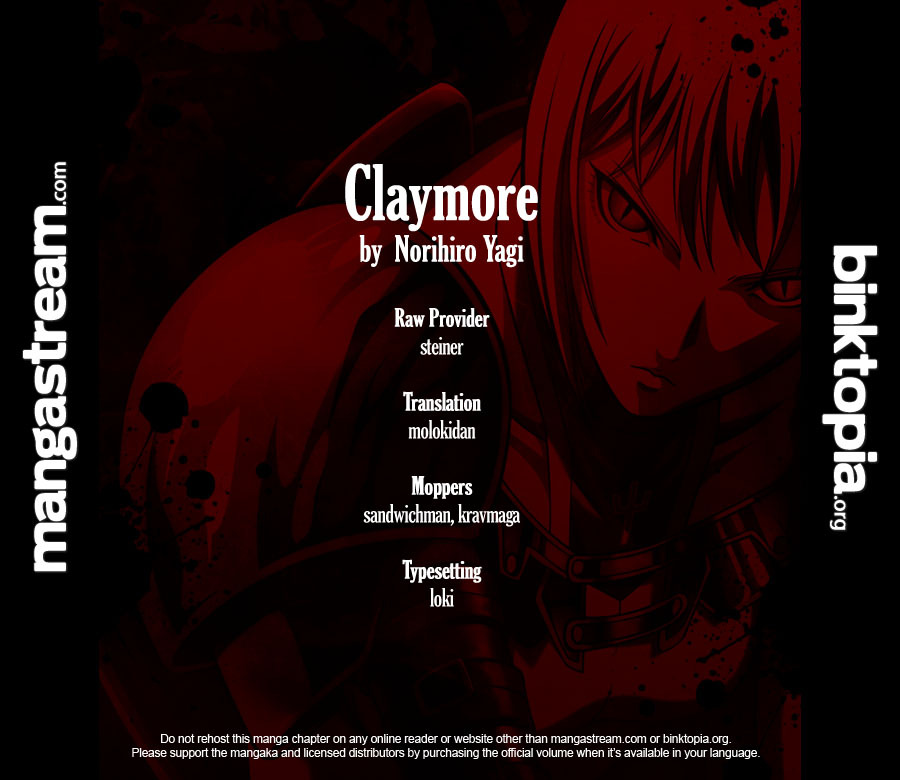 mangastream.com
Claymore
by Norihiro Yagi
Raw Provider
steiner
Translation
molokidan
Moppers
sandwichman, kravmaga
Typesetting
loki
binktopia.org
Do not rehost this manga chapter on any online reader or website other than mangastream.com or binktopia.org.
Please support the mangaka and licensed distributors by purchasing the official volume when it's available in your language.